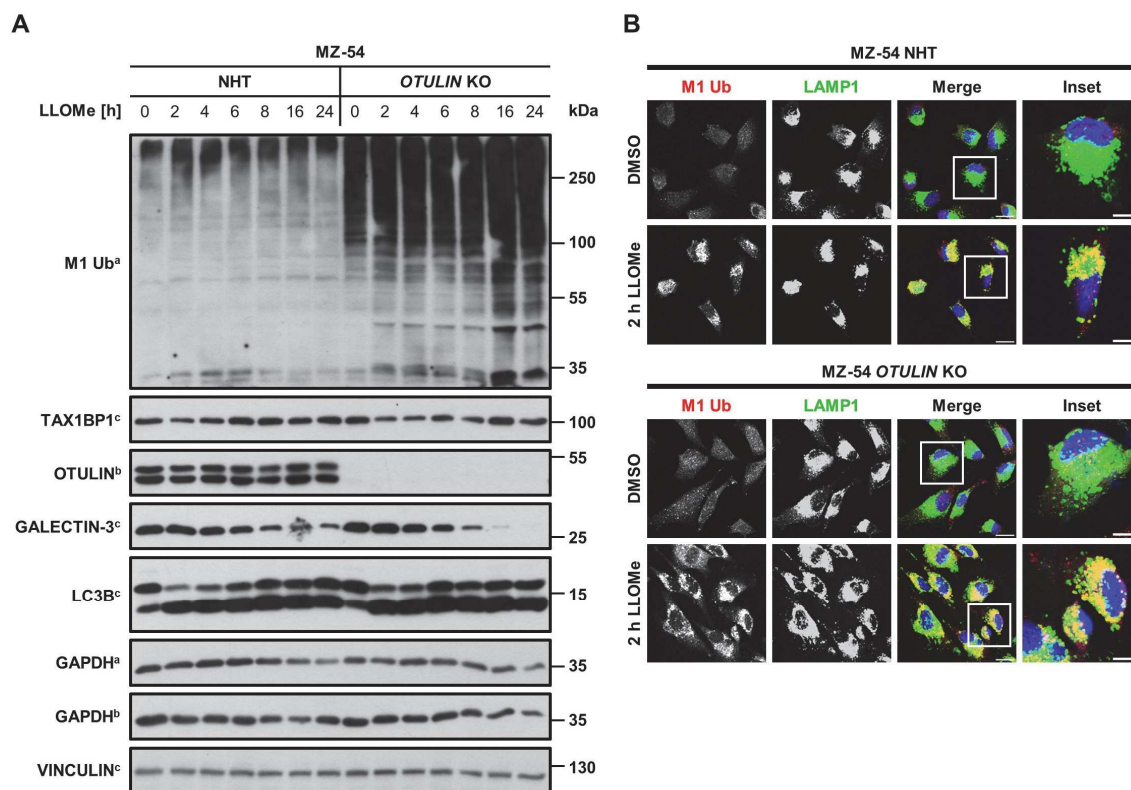 A
MZ-54
NHT OTULIN KO
LLOMe [h] 0 2 4 6 8 16 24 0 2 4 6 8 16 24 kDa
M1 Ubᵃ
250
100
55
35
TAX1BP1ᶜ
100
OTULINᵇ
55
GALECTIN-3ᶜ
25
LC3Bᶜ
15
GAPDHᵃ
35
GAPDHᵇ
35
VINCULINᶜ
130
B
MZ-54 NHT
M1 Ub LAMP1 Merge Inset
DMSO
2 h LLOMe
MZ-54 OTULIN KO
M1 Ub LAMP1 Merge Inset
DMSO
2 h LLOMe